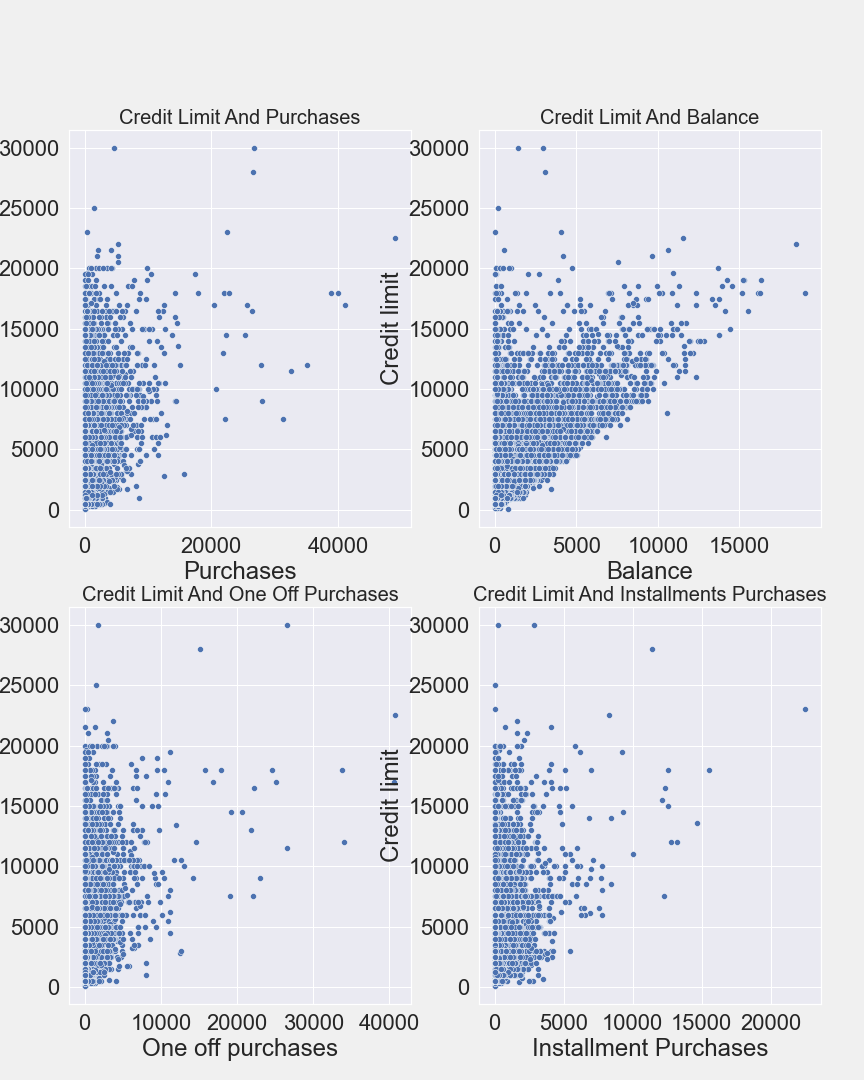 Credit Limit And Purchases
30000
25000
20000
15000
10000
5000
0
0 20000 40000
Purchases
Credit Limit And Balance
Credit limit
30000
25000
20000
15000
10000
5000
0
0 5000 10000 15000
Balance
Credit Limit And One Off Purchases
30000
25000
20000
15000
10000
5000
0
0 10000 20000 30000 40000
One off purchases
Credit Limit And Installments Purchases
Credit limit
30000
25000
20000
15000
10000
5000
0
0 5000 10000 15000 20000
Installment Purchases